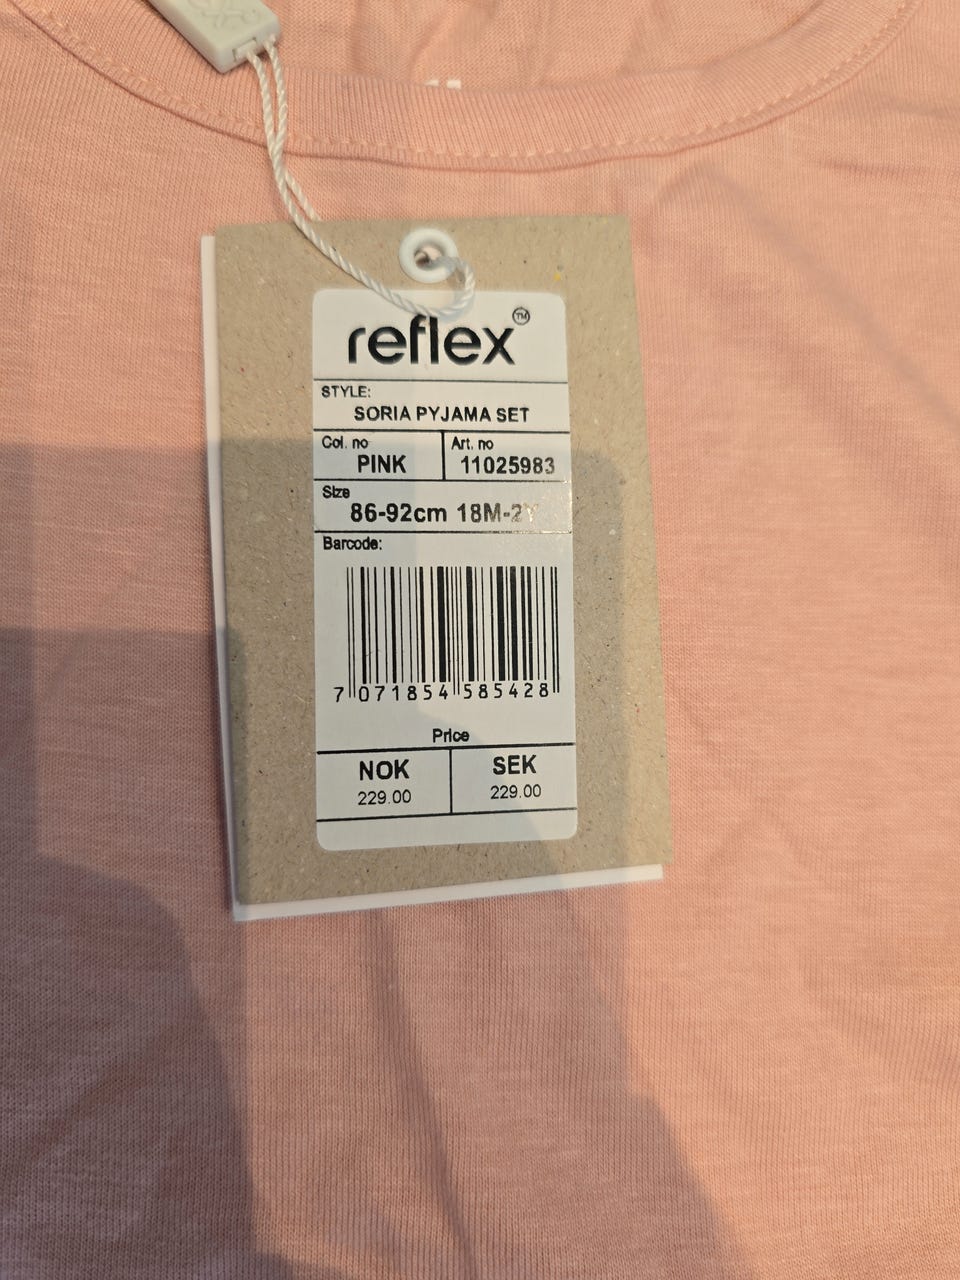 reflex™
STYLE:
SORIA PYJAMA SET
Col. no
PINK
Art. no
11025983
Size
86-92cm 18M-2Y
Barcode:
7 071854 585428
Price
NOK
229.00
SEK
229.00